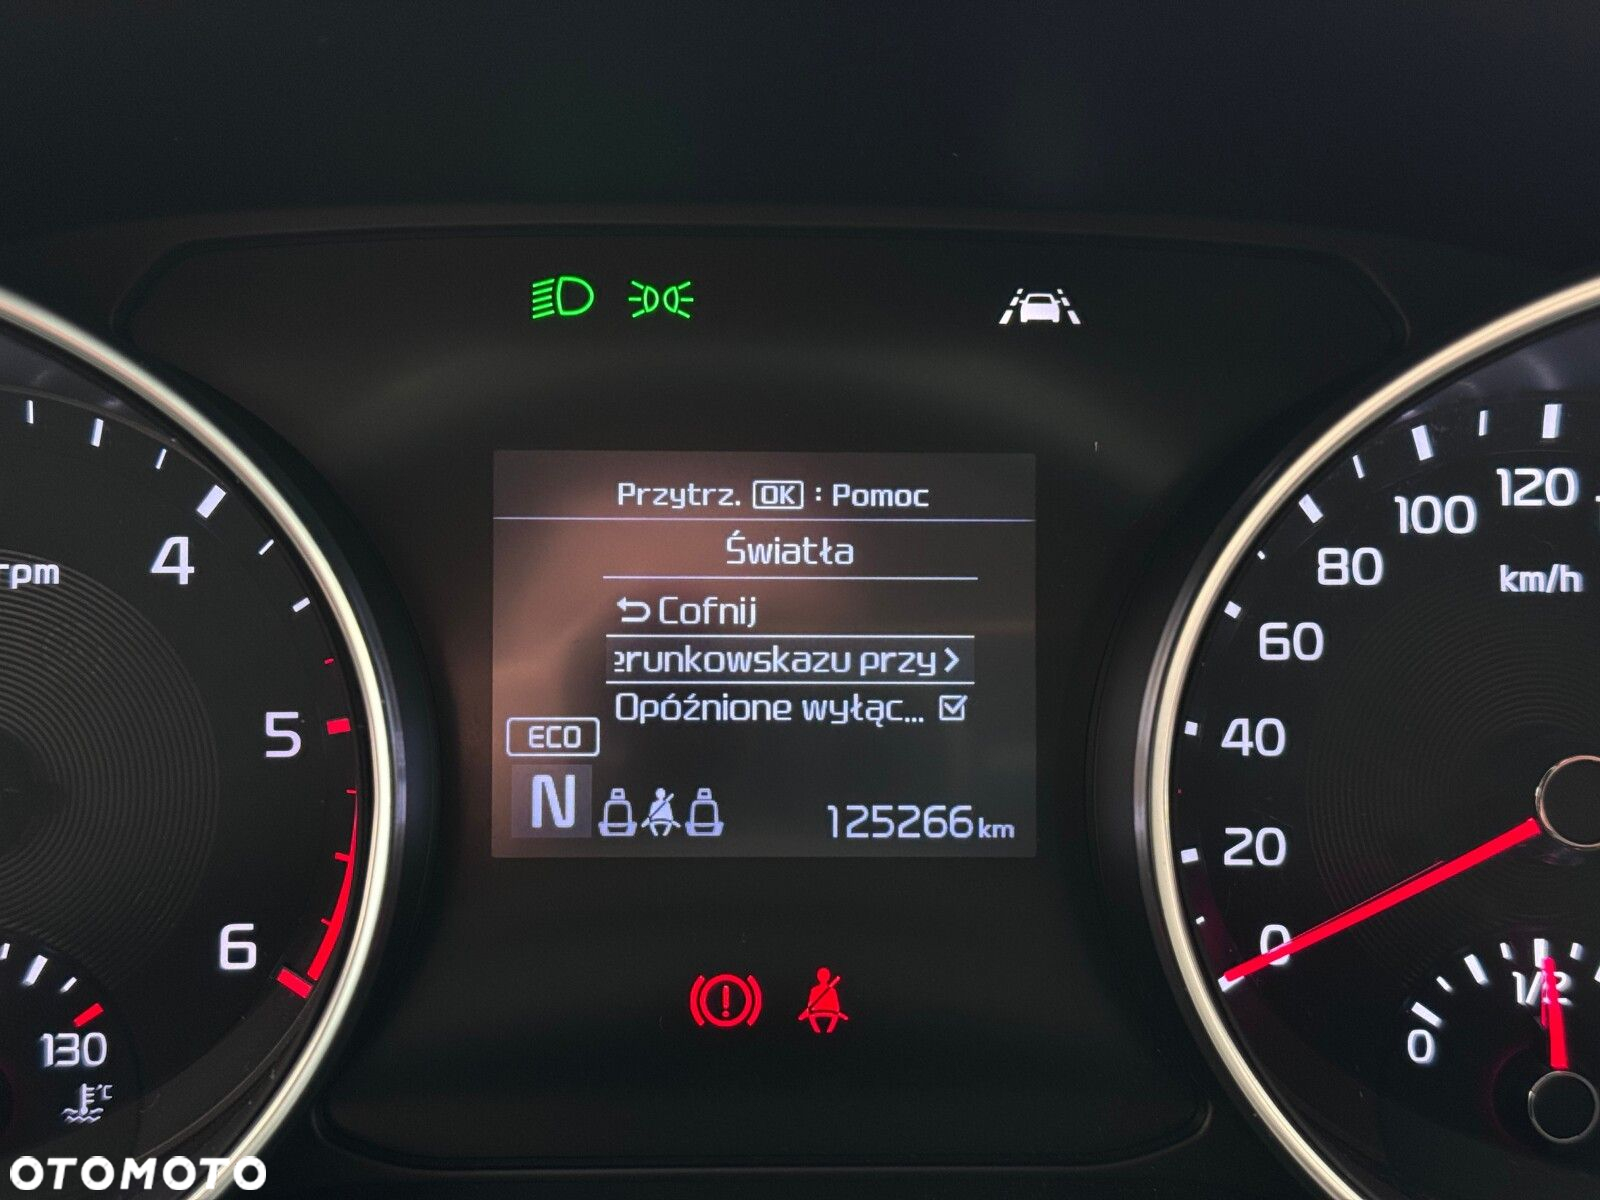 Przytrz. OK : Pomoc
Światła
Cofnij
erunkowskazu przy
Opóźnione wyłąc...
ECO
N
125266 km
rpm
4
5
6
130
°C
0
20
40
60
80
100
120
km/h
0
1/2
OTOMOTO